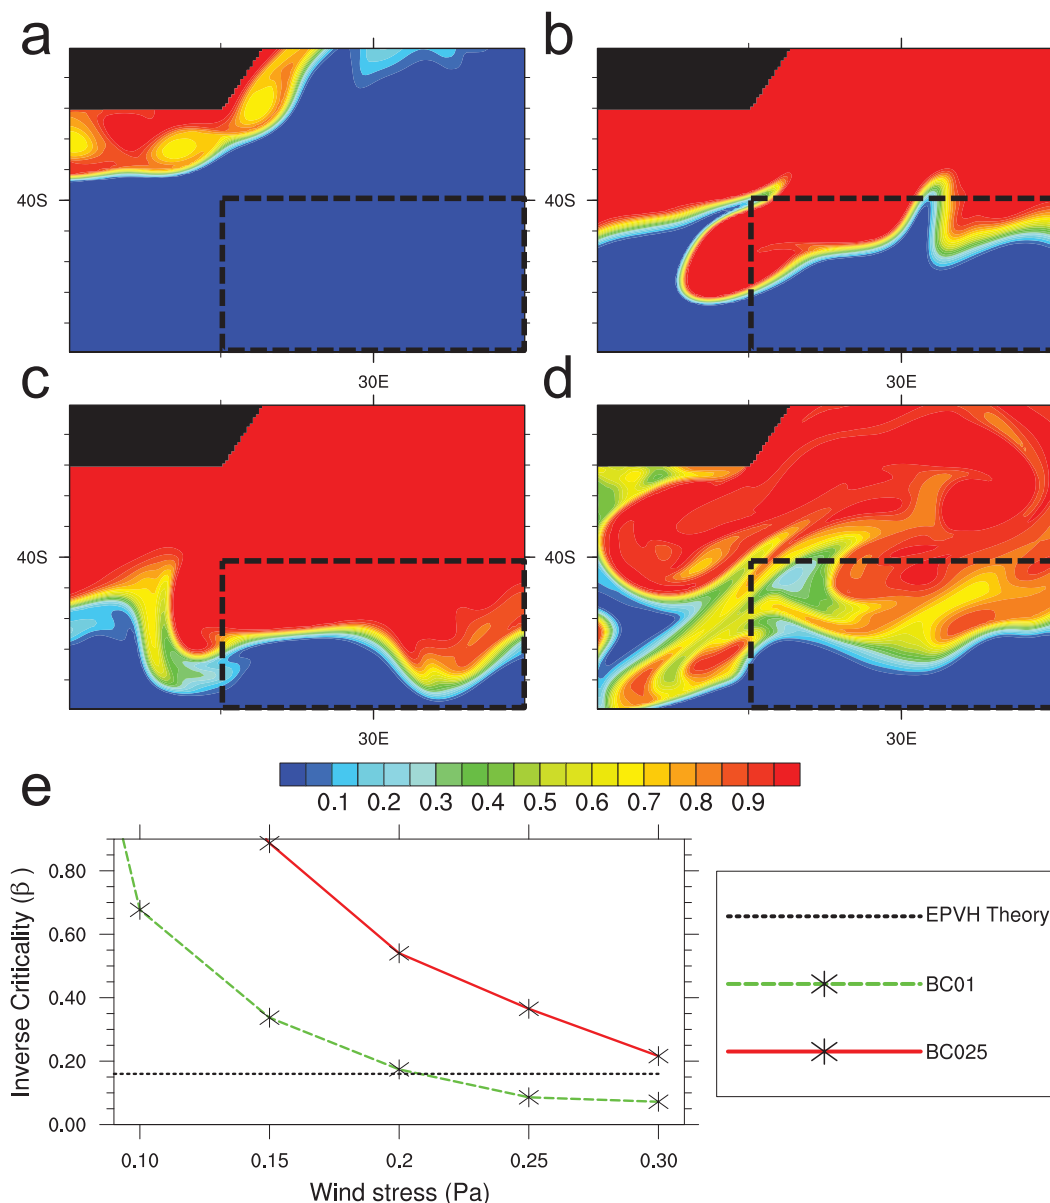 a
b
40S
40S
30E
30E
c
d
40S
40S
30E
30E
0.1 0.2 0.3 0.4 0.5 0.6 0.7 0.8 0.9
e
0.80
0.60
0.40
0.20
0.00
Inverse Criticality (β )
0.10 0.15 0.2 0.25 0.30
Wind stress (Pa)
EPVH Theory
BC01
BC025